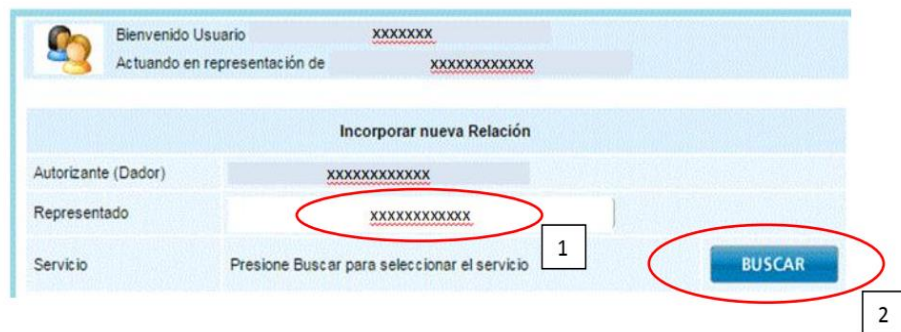 Bienvenido Usuario xxxxxxx
Actuando en representación de xxxxxxxxxxxx
Incorporar nueva Relación
Autorizante (Dador) xxxxxxxxxxxx
Representado xxxxxxxxxxxx
1
Servicio Presione Buscar para seleccionar el servicio BUSCAR
2